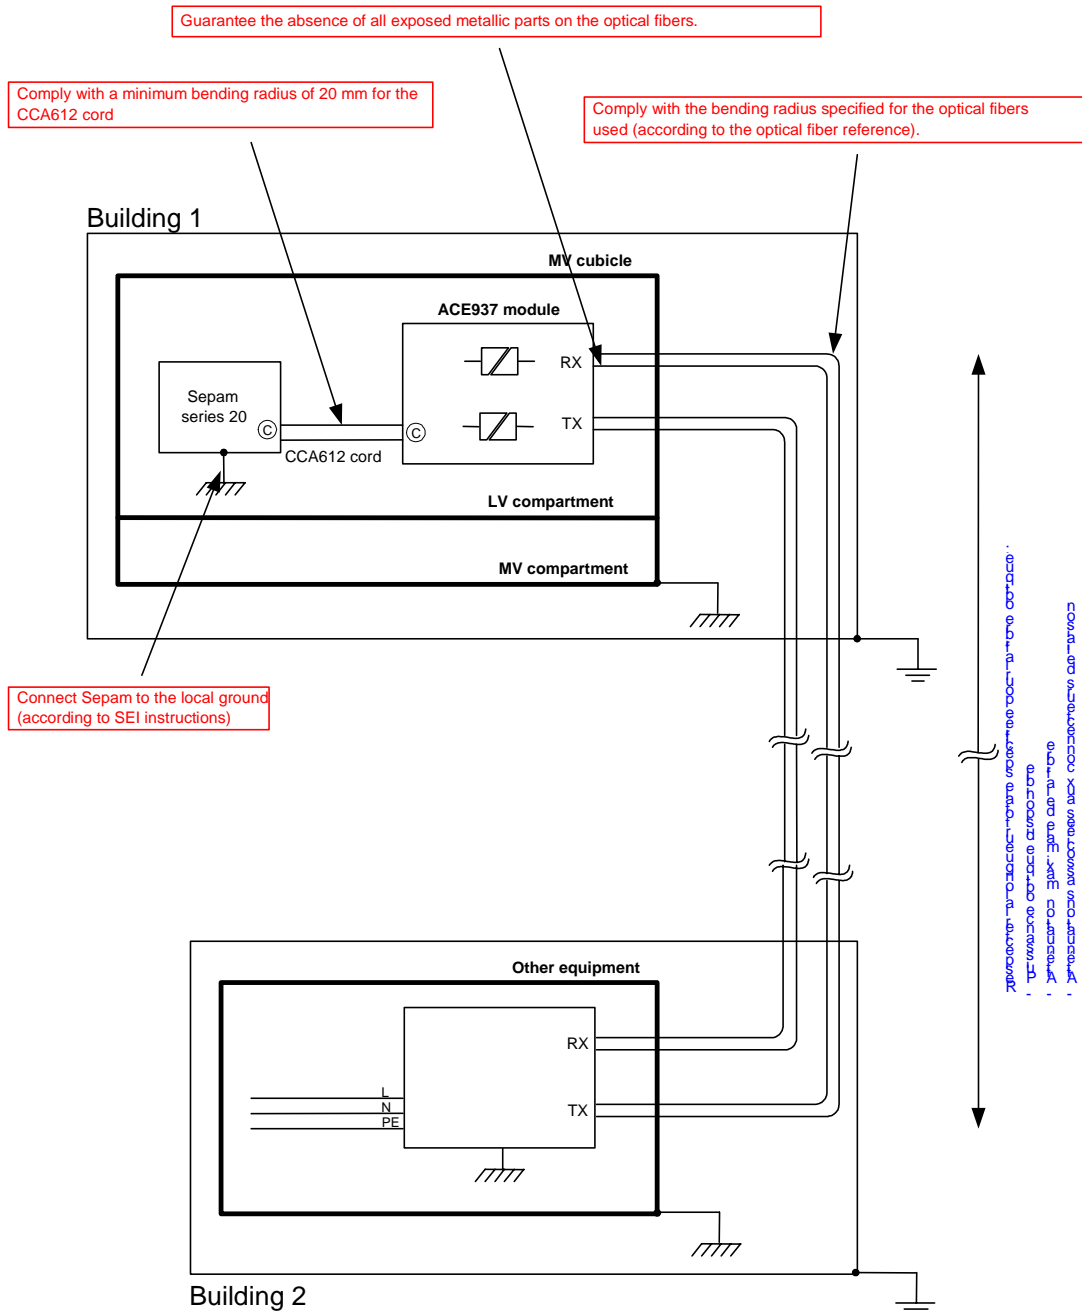 Guarantee the absence of all exposed metallic parts on the optical fibers.
Comply with a minimum bending radius of 20 mm for the
CCA612 cord
Comply with the bending radius specified for the optical fibers
used (according to the optical fiber reference).
Building 1
MV cubicle
ACE937 module
RX
Sepam
series 20
C
C
TX
CCA612 cord
LV compartment
MV compartment
Connect Sepam to the local ground
(according to SEI instructions)
Other equipment
RX
L
N
TX
PE
Building 2